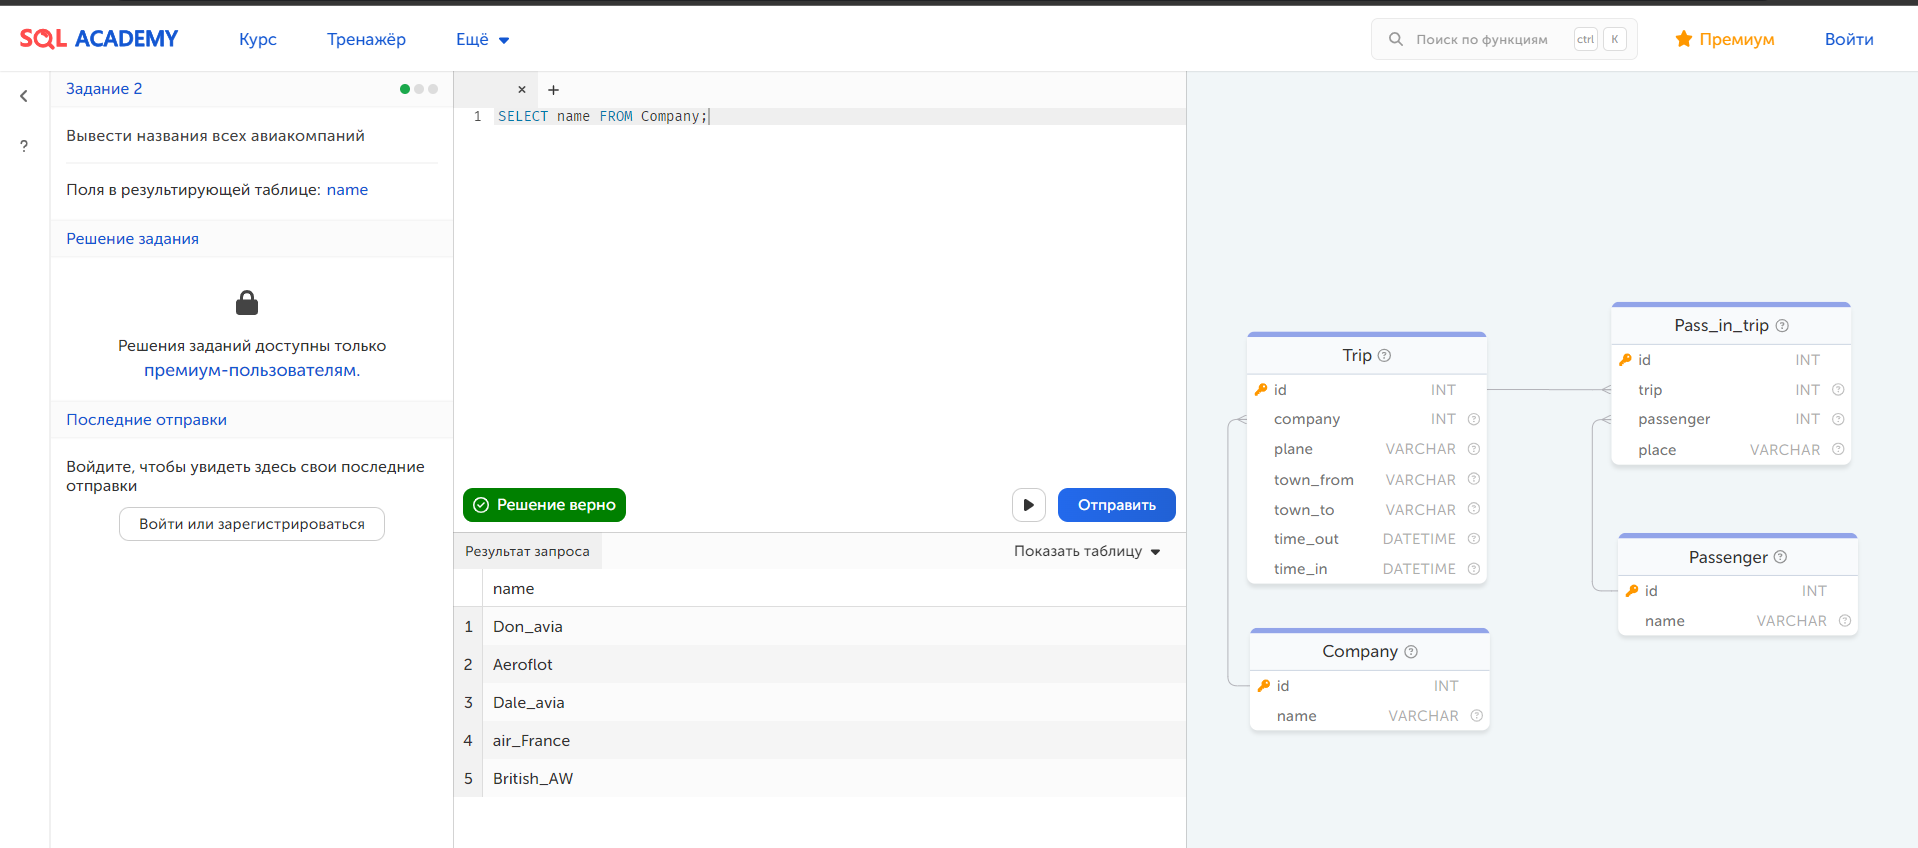 SQL ACADEMY
Курс
Тренажёр
Ещё
Поиск по функциям
ctrl
K
Премиум
Войти
?
Задание 2
Вывести названия всех авиакомпаний
Поля в результирующей таблице: name
Решение задания
Решения заданий доступны только
премиум-пользователям.
Последние отправки
Войдите, чтобы увидеть здесь свои последние
отправки
Войти или зарегистрироваться
× +
1 SELECT name FROM Company;
Решение верно
Отправить
Результат запроса
Показать таблицу
name
1 Don_avia
2 Aeroflot
3 Dale_avia
4 air_France
5 British_AW
Trip ?
id INT
company INT ?
plane VARCHAR ?
town_from VARCHAR ?
town_to VARCHAR ?
time_out DATETIME ?
time_in DATETIME ?
Company ?
id INT
name VARCHAR ?
Pass_in_trip ?
id INT
trip INT ?
passenger INT ?
place VARCHAR ?
Passenger ?
id INT
name VARCHAR ?